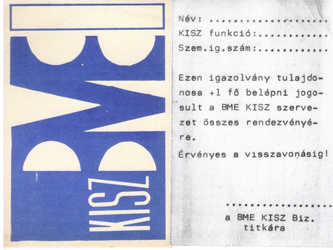 BME
KISZ
Név: ....................
KISZ funkció:............
Szem.ig.szám:............
Ezen igazolvány tulajdo-
nosa +1 fő belépni jogo-
sult a BME KISZ szerve-
zet összes rendezvényé-
re.
Érvényes a visszavonásig!
..................
a BME KISZ Biz.
titkára